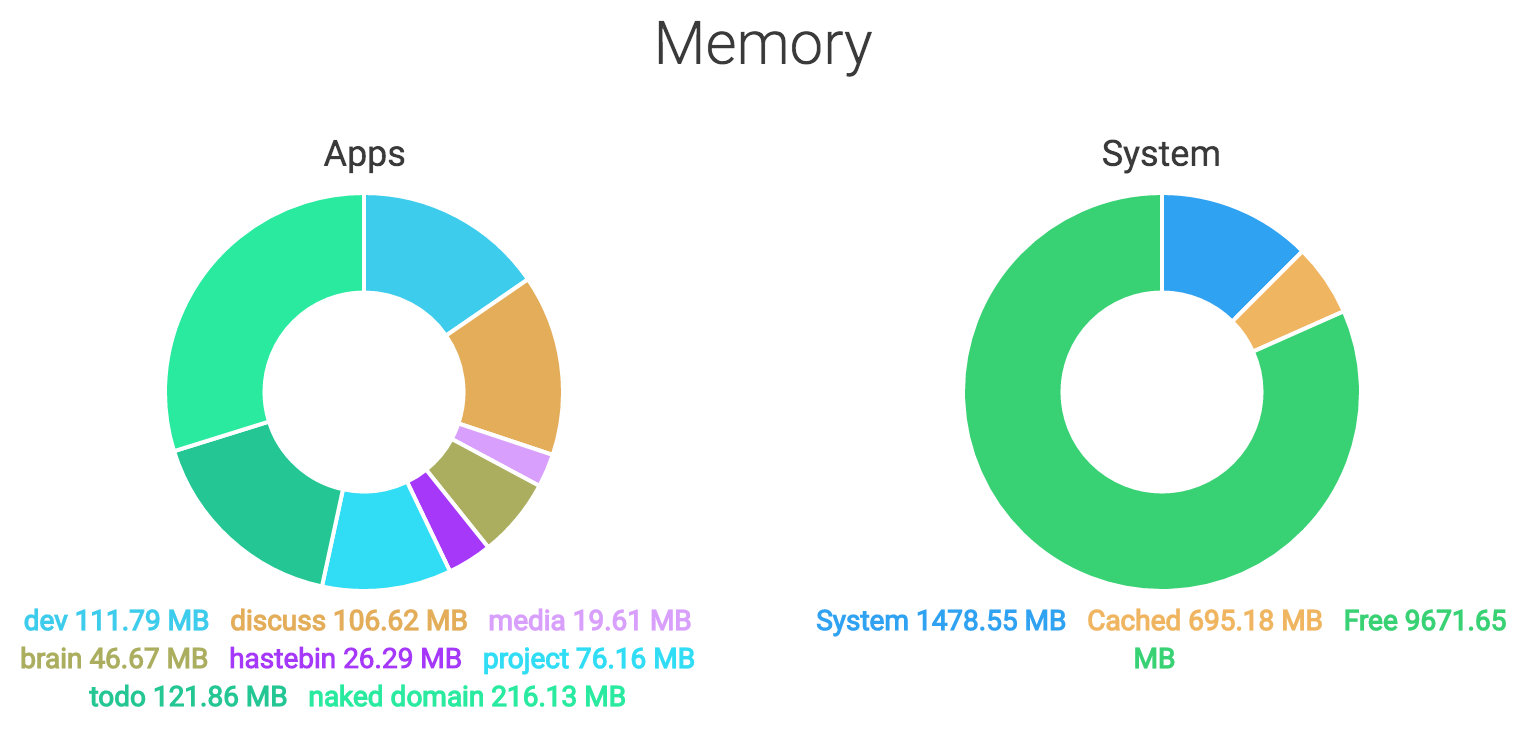 Memory
Apps
dev 111.79 MB discuss 106.62 MB media 19.61 MB
brain 46.67 MB hastebin 26.29 MB project 76.16 MB
todo 121.86 MB naked domain 216.13 MB
System
System 1478.55 MB Cached 695.18 MB Free 9671.65
MB